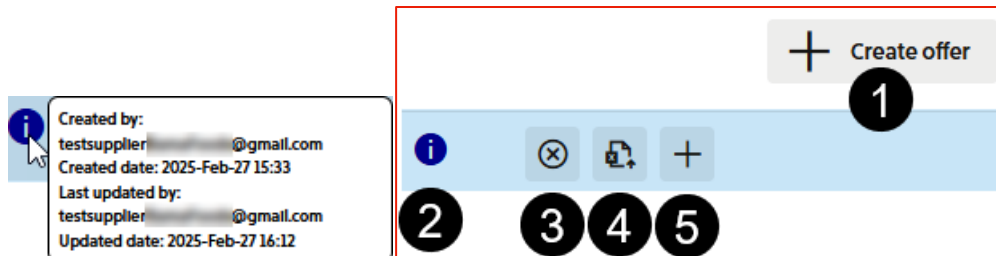 Create offer
1
i
Created by:
testsupplier @gmail.com
Created date: 2025-Feb-27 15:33
Last updated by:
testsupplier @gmail.com
Updated date: 2025-Feb-27 16:12
i
2
3
4
5